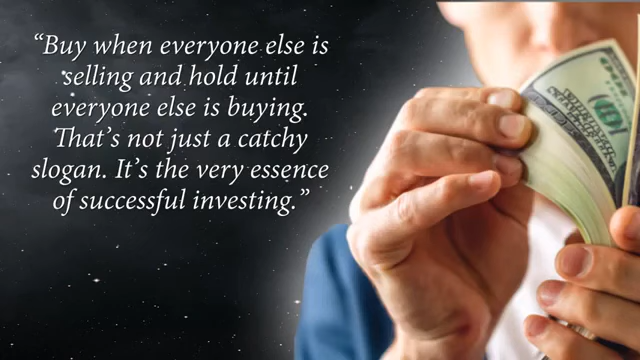 “Buy when everyone else is
selling and hold until
everyone else is buying.
That’s not just a catchy
slogan. It’s the very essence
of successful investing.”